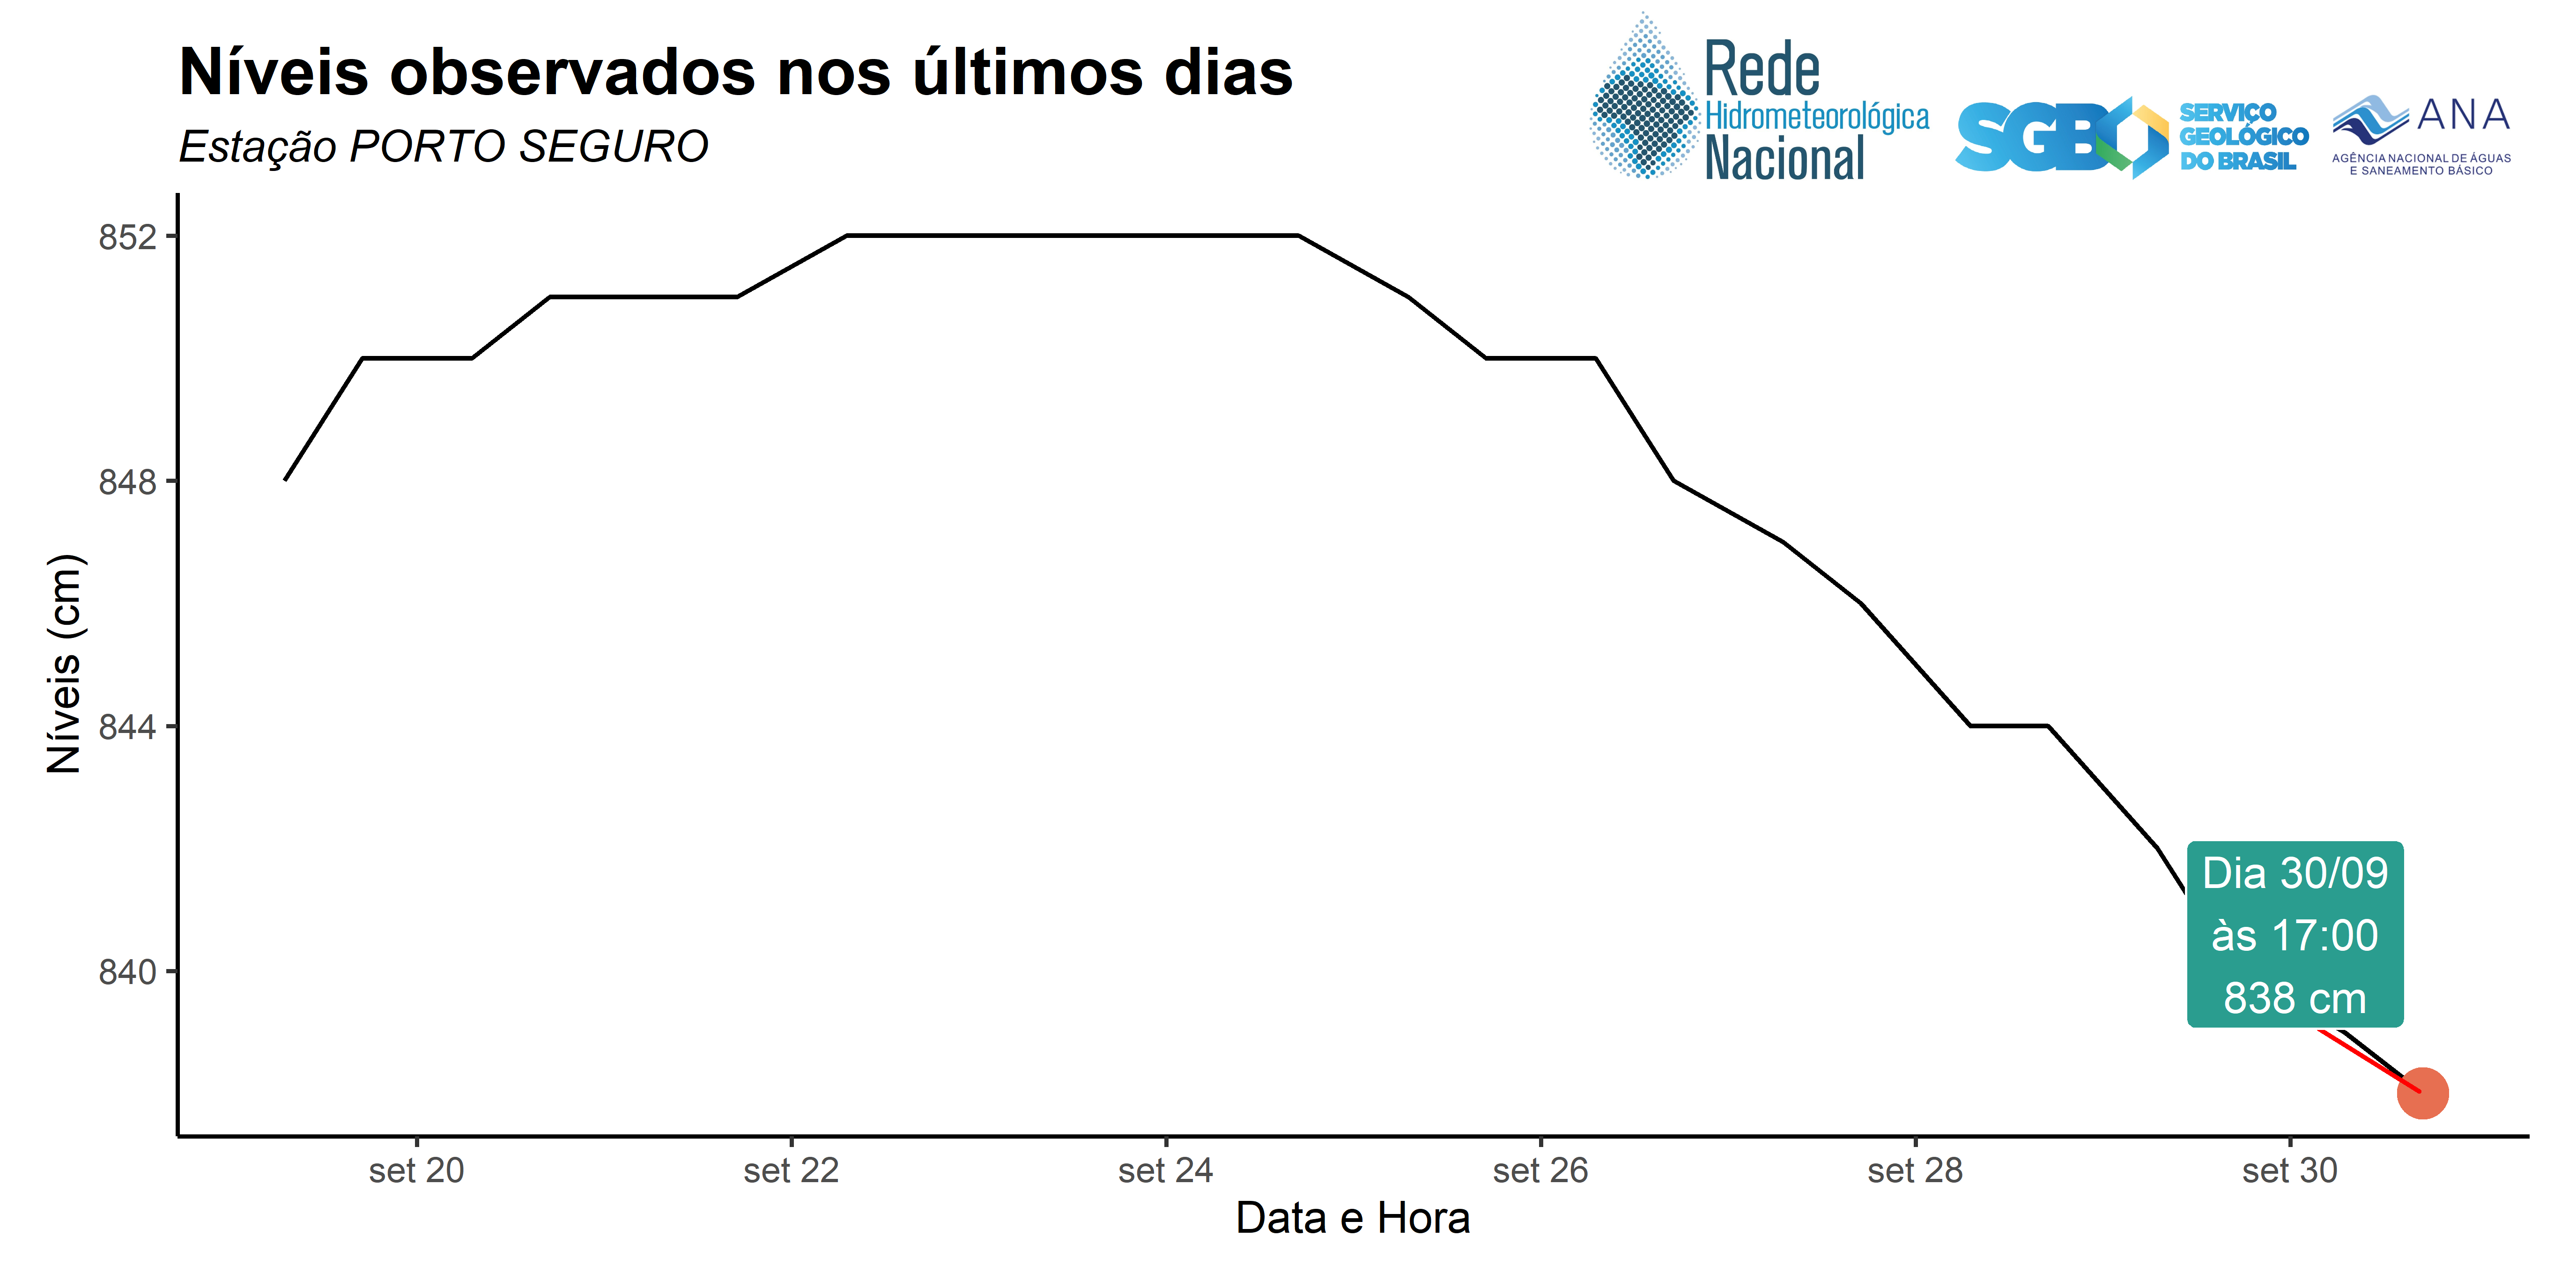 Níveis observados nos últimos dias
Estação PORTO SEGURO
Rede
Hidrometeorológica
Nacional
SGB
SERVIÇO
GEOLÓGICO
DO BRASIL
ANA
AGÊNCIA NACIONAL DE ÁGUAS
E SANEAMENTO BÁSICO
852
848
844
840
Níveis (cm)
Dia 30/09
às 17:00
838 cm
set 20
set 22
set 24
set 26
set 28
set 30
Data e Hora